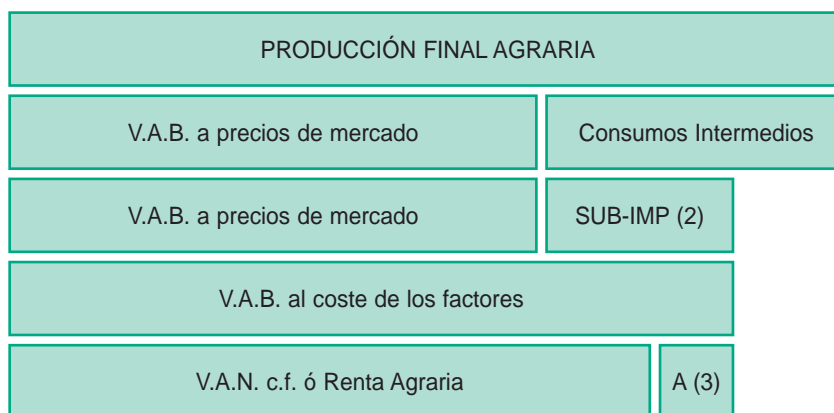 PRODUCCIÓN FINAL AGRARIA
V.A.B. a precios de mercado
Consumos Intermedios
V.A.B. a precios de mercado
SUB-IMP (2)
V.A.B. al coste de los factores
V.A.N. c.f. ó Renta Agraria
A (3)